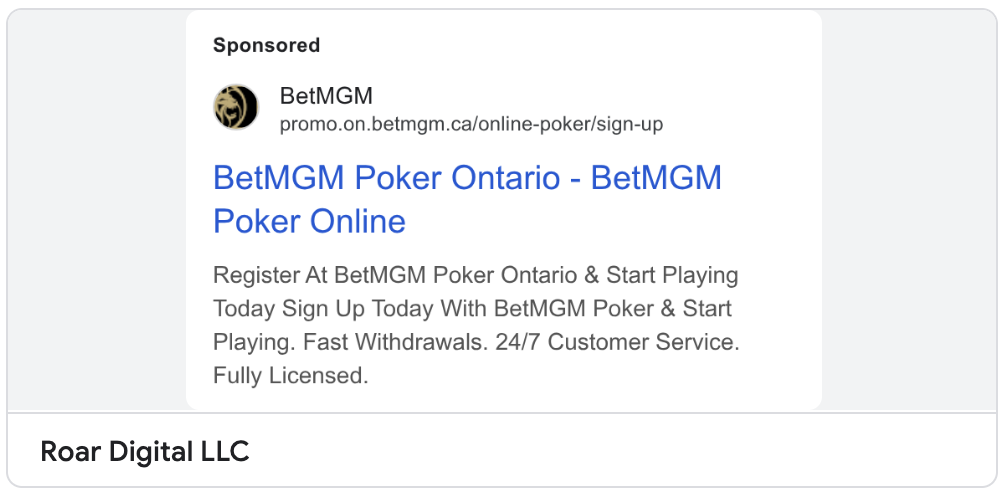 Sponsored
BetMGM
promo.on.betmgm.ca/online-poker/sign-up
BetMGM Poker Ontario - BetMGM
Poker Online
Register At BetMGM Poker Ontario & Start Playing
Today Sign Up Today With BetMGM Poker & Start
Playing. Fast Withdrawals. 24/7 Customer Service.
Fully Licensed.
Roar Digital LLC